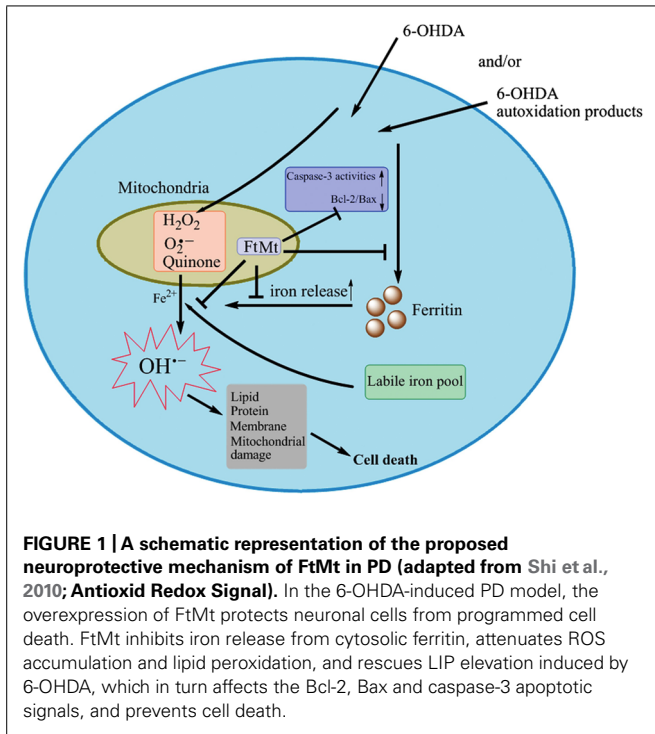 6-OHDA
and/or
6-OHDA
autoxidation products
Caspase-3 activities ↑
Bcl-2/Bax ↓
Mitochondria
H₂O₂
O₂•−
Quinone
FtMt
Fe²⁺
iron release↑
Ferritin
OH•−
Labile iron pool
Lipid
Protein
Membrane
Mitochondrial
damage
Cell death
FIGURE 1 | A schematic representation of the proposed
neuroprotective mechanism of FtMt in PD (adapted from Shi et al.,
2010; Antioxid Redox Signal). In the 6-OHDA-induced PD model, the
overexpression of FtMt protects neuronal cells from programmed cell
death. FtMt inhibits iron release from cytosolic ferritin, attenuates ROS
accumulation and lipid peroxidation, and rescues LIP elevation induced by
6-OHDA, which in turn affects the Bcl-2, Bax and caspase-3 apoptotic
signals, and prevents cell death.